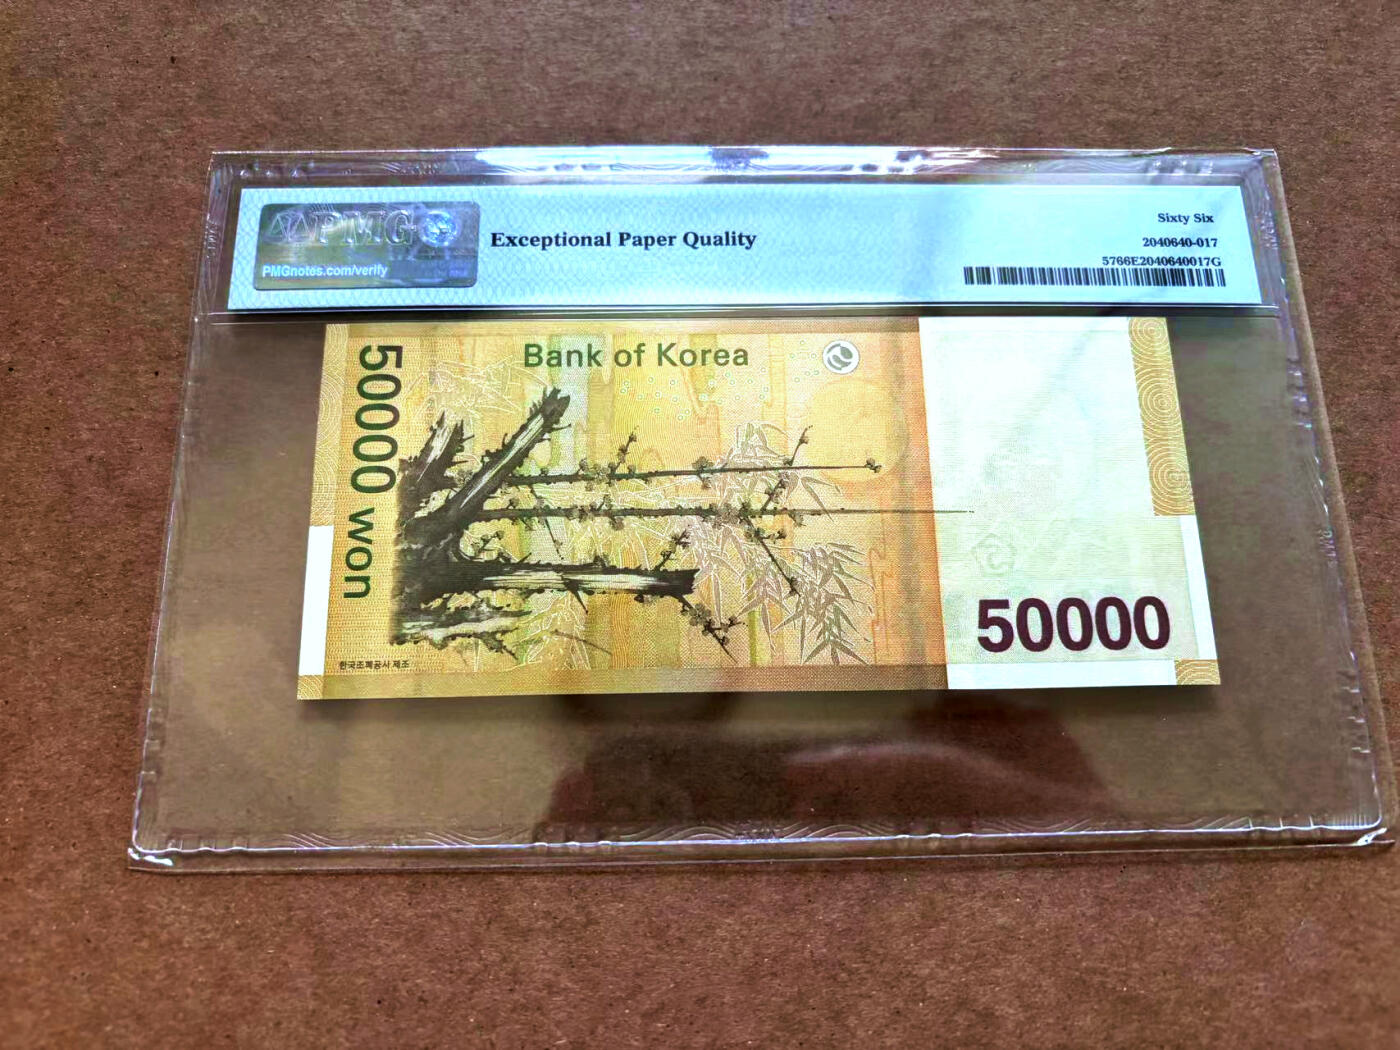 PMG
PMGnotes.com/verify
Exceptional Paper Quality
Sixty Six
2040640-017
5766E2040640017G
Bank of Korea
50000 won
50000
한국조폐공사 제조